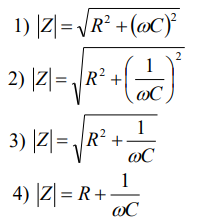 1) |Z| = √(R² + (ωC)²)
2) |Z| = √(R² + (1/ωC)²)
3) |Z| = √(R² + 1/ωC)
4) |Z| = R + 1/ωC